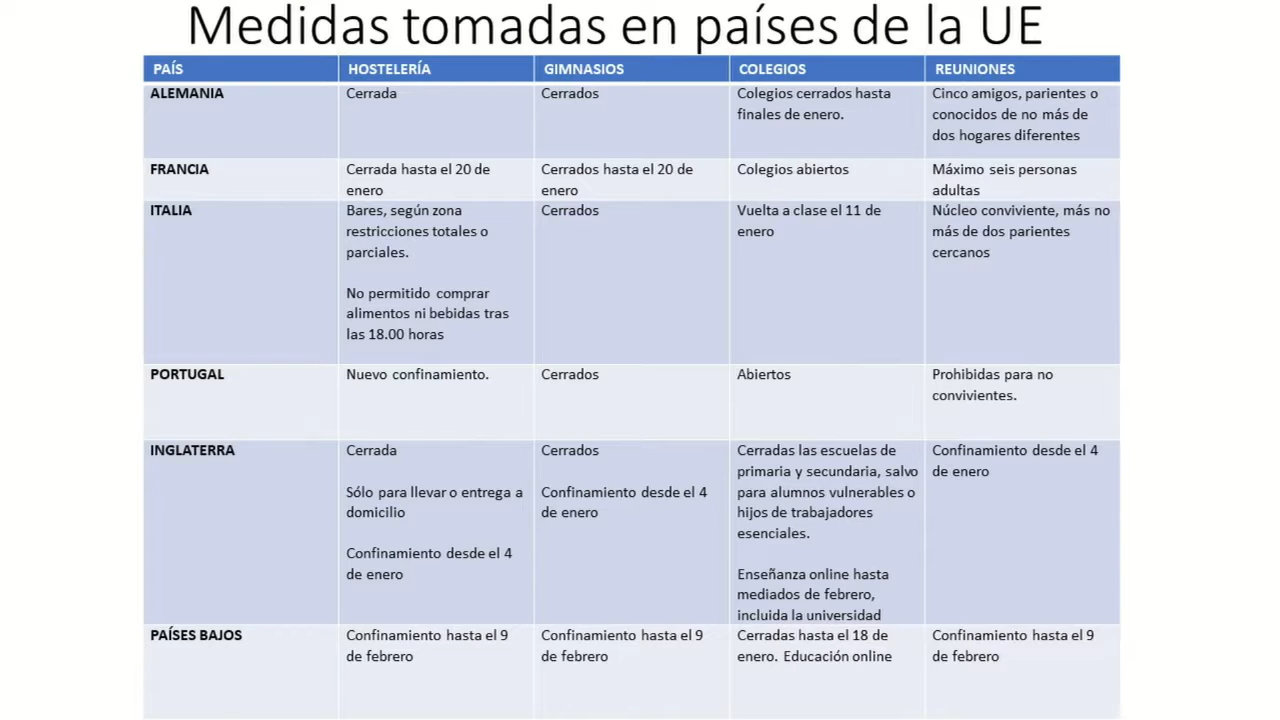 Medidas tomadas en países de la UE
PAÍS HOSTELERÍA GIMNASIOS COLEGIOS REUNIONES
ALEMANIA
Cerrada
Cerrados
Colegios cerrados hasta
finales de enero.
Cinco amigos, parientes o
conocidos de no más de
dos hogares diferentes
FRANCIA
Cerrada hasta el 20 de
enero
Cerrados hasta el 20 de
enero
Colegios abiertos
Máximo seis personas
adultas
ITALIA
Bares, según zona
restricciones totales o
parciales.
No permitido comprar
alimentos ni bebidas tras
las 18.00 horas
Cerrados
Vuelta a clase el 11 de
enero
Núcleo conviviente, más no
más de dos parientes
cercanos
PORTUGAL
Nuevo confinamiento.
Cerrados
Abiertos
Prohibidas para no
convivientes.
INGLATERRA
Cerrada
Sólo para llevar o entrega a
domicilio
Confinamiento desde el 4
de enero
Cerrados
Confinamiento desde el 4
de enero
Cerradas las escuelas de
primaria y secundaria, salvo
para alumnos vulnerables o
hijos de trabajadores
esenciales.
Enseñanza online hasta
mediados de febrero,
incluida la universidad
Confinamiento desde el 4
de enero
PAÍSES BAJOS
Confinamiento hasta el 9
de febrero
Confinamiento hasta el 9
de febrero
Cerradas hasta el 18 de
enero. Educación online
Confinamiento hasta el 9
de febrero